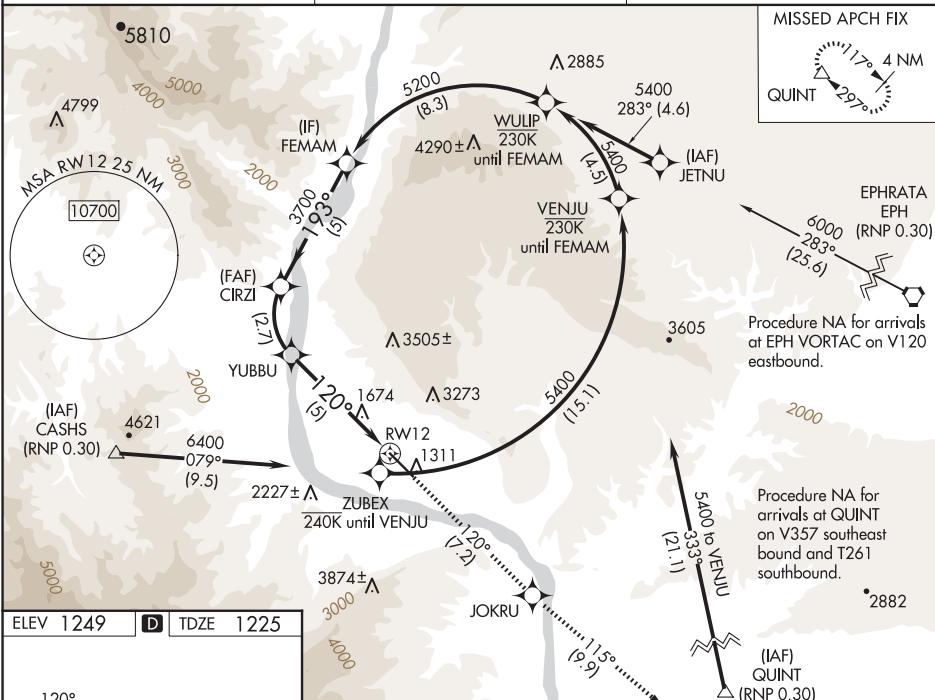 5810
4000
5000
4799
3000
2000
MSA RW12 25 NM
10700
5200
(8.3)
(IF)
FEMAM
3700
193°
(5)
(FAF)
CIRZI
(2.7)
YUBBU
120°
(5)
2885
WULIP
230K
until FEMAM
4290±
5400
283° (4.6)
5400
(4.5)
(IAF)
JETNU
VENJU
230K
until FEMAM
MISSED APCH FIX
117°
4 NM
QUINT
297°
EPHRATA
EPH
(RNP 0.30)
6000
283°
(25.6)
Procedure NA for arrivals
at EPH VORTAC on V120
eastbound.
3605
3505±
3273
1674
5400
(15.1)
2000
2000
(IAF)
CASHS
(RNP 0.30)
4621
6400
079°
(9.5)
RW12
1311
2227±
ZUBEX
240K until VENJU
120°
(7.2)
JOKRU
115°
(9.9)
3874±
3000
4000
5000
5400 to VENJU
333°
(21.1)
Procedure NA for
arrivals at QUINT
on V357 southeast
bound and T261
southbound.
2882
(IAF)
QUINT
(RNP 0.30)
ELEV 1249 D TDZE 1225
120°